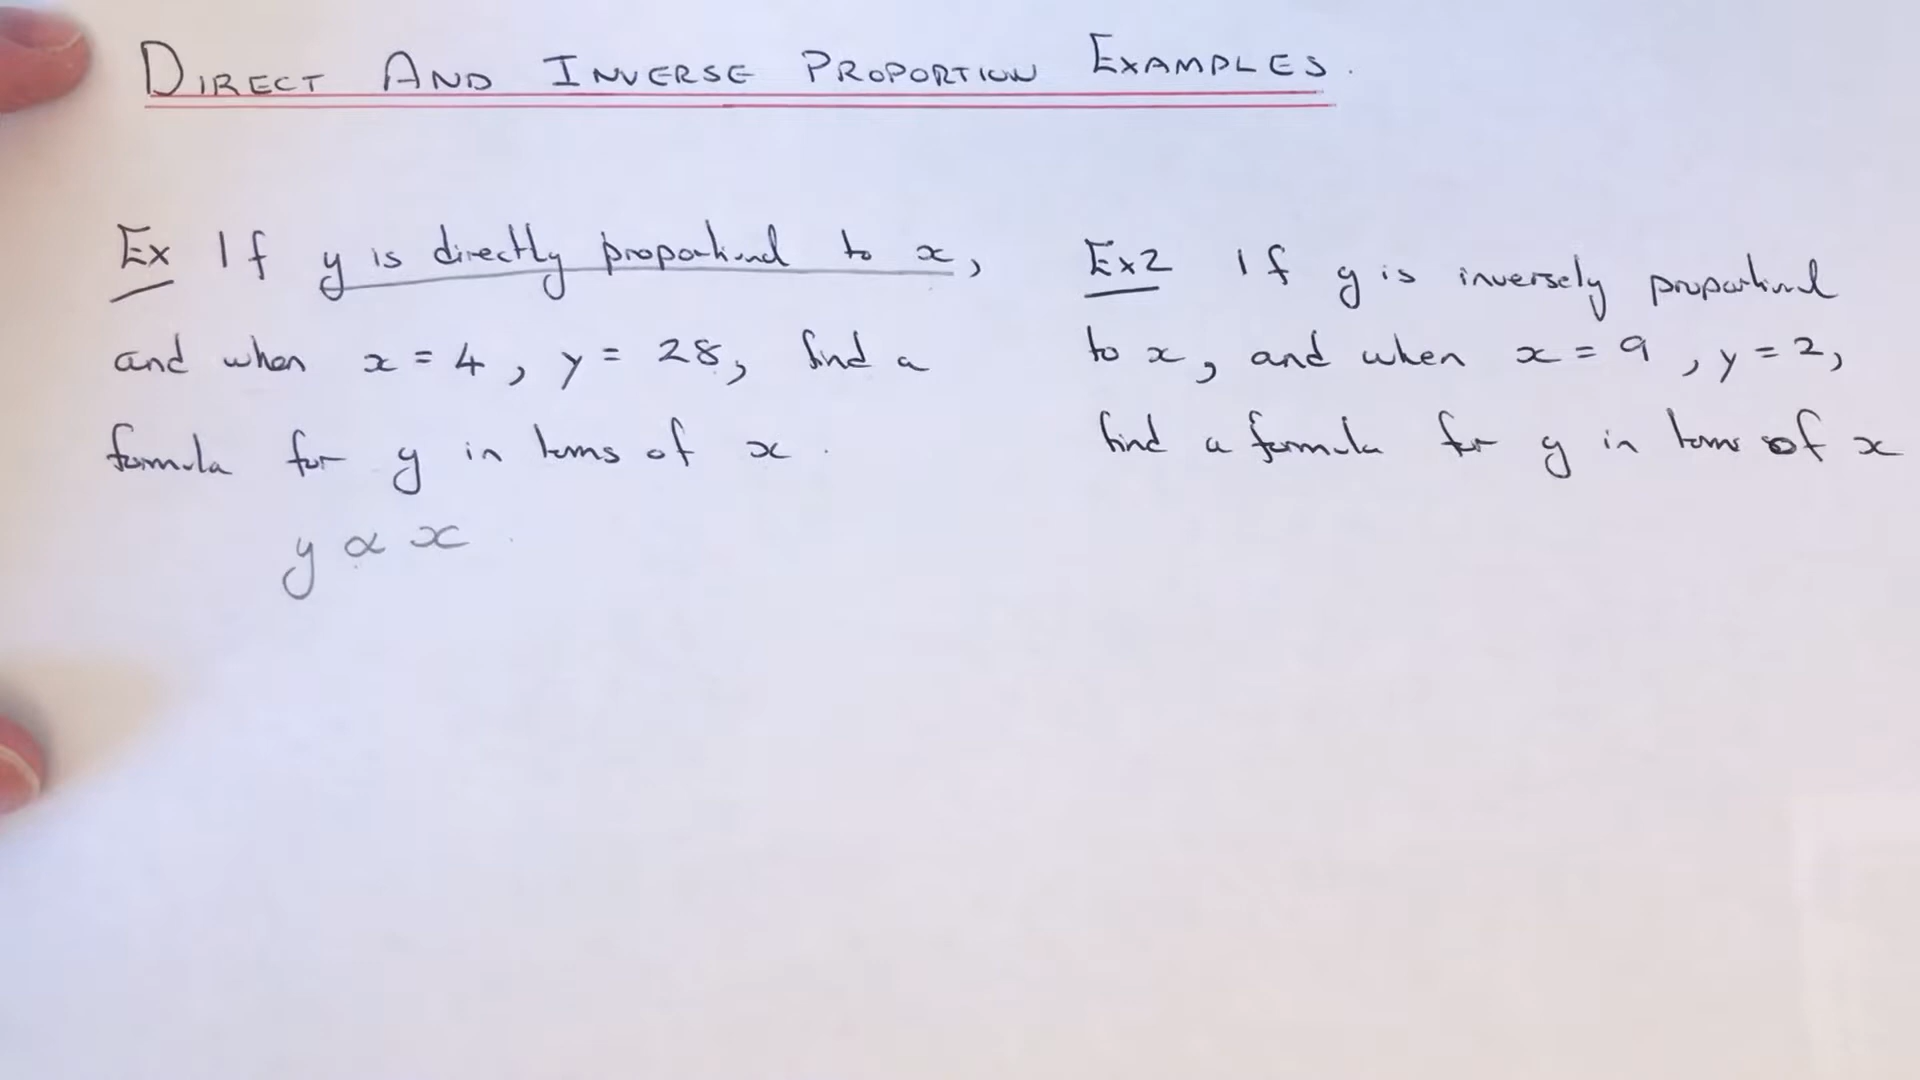 DIRECT AND INVERSE PROPORTION EXAMPLES.
Ex If y is directly proportional to x,
and when x = 4, y = 28, find a
formula for y in terms of x.
y ∝ x
Ex2 If y is inversely proportional
to x, and when x = 9, y = 2,
find a formula for y in terms of x